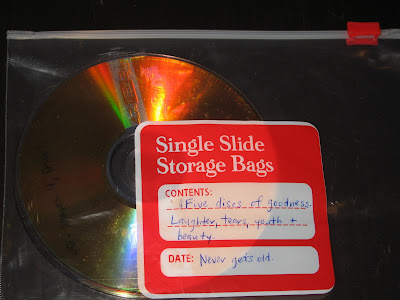 Single Slide
Storage Bags
CONTENTS:
Five discs of goodness.
Laughter, tears, youth +
beauty.
DATE: Never gets old.